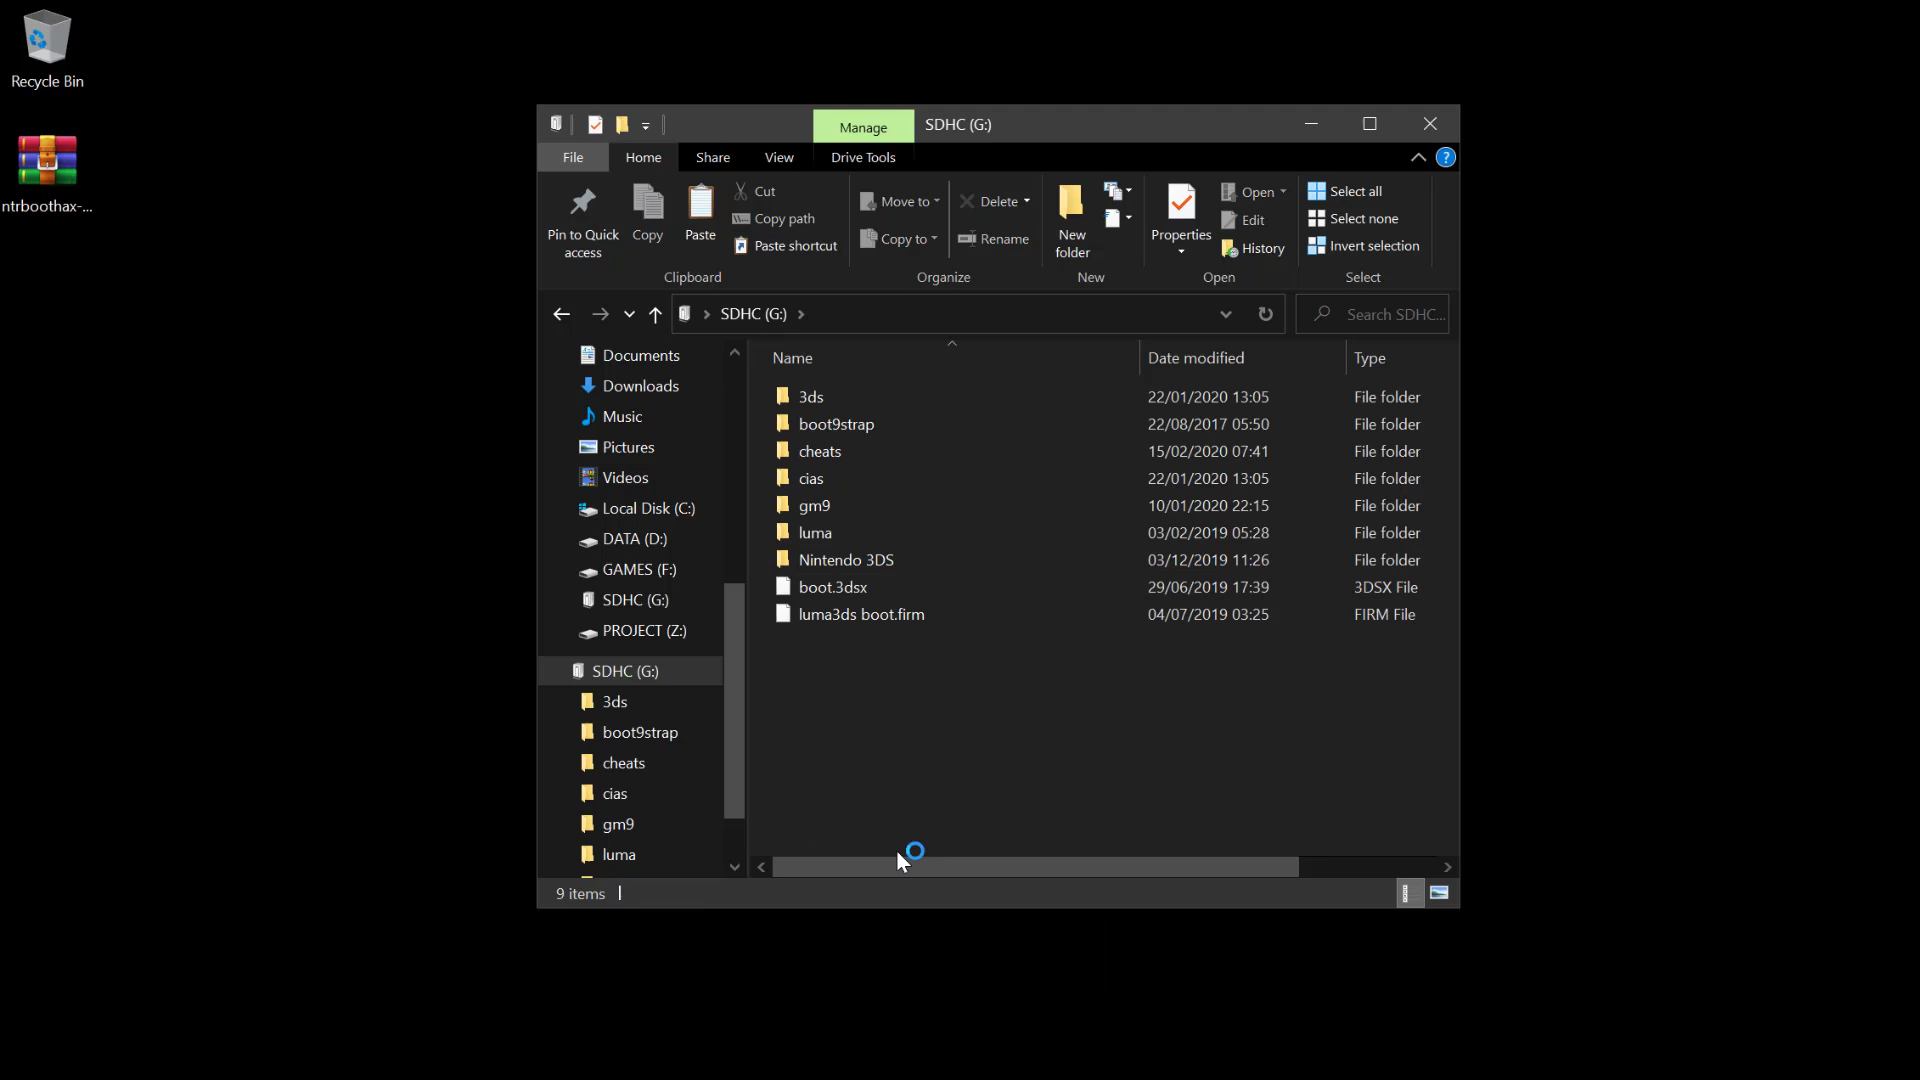 Recycle Bin
ntrboothax-...
Manage
SDHC (G:)
File
Home
Share
View
Drive Tools
?
Pin to Quick
access
Copy
Paste
Cut
Copy path
Paste shortcut
Clipboard
Move to
Copy to
Delete
Rename
Organize
New
folder
New
Properties
Open
Edit
History
Open
Select all
Select none
Invert selection
Select
SDHC (G:)
Search SDHC...
Documents
Downloads
Music
Pictures
Videos
Local Disk (C:)
DATA (D:)
GAMES (F:)
SDHC (G:)
PROJECT (Z:)
SDHC (G:)
3ds
boot9strap
cheats
cias
gm9
luma
Name Date modified Type
3ds 22/01/2020 13:05 File folder
boot9strap 22/08/2017 05:50 File folder
cheats 15/02/2020 07:41 File folder
cias 22/01/2020 13:05 File folder
gm9 10/01/2020 22:15 File folder
luma 03/02/2019 05:28 File folder
Nintendo 3DS 03/12/2019 11:26 File folder
boot.3dsx 29/06/2019 17:39 3DSX File
luma3ds boot.firm 04/07/2019 03:25 FIRM File
9 items